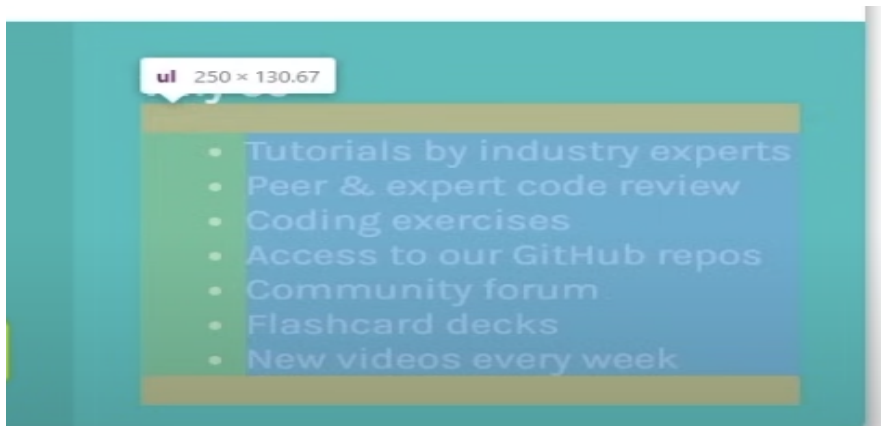 ul 250 × 130.67
Us
• Tutorials by industry experts
• Peer & expert code review
• Coding exercises
• Access to our GitHub repos
• Community forum
• Flashcard decks
• New videos every week